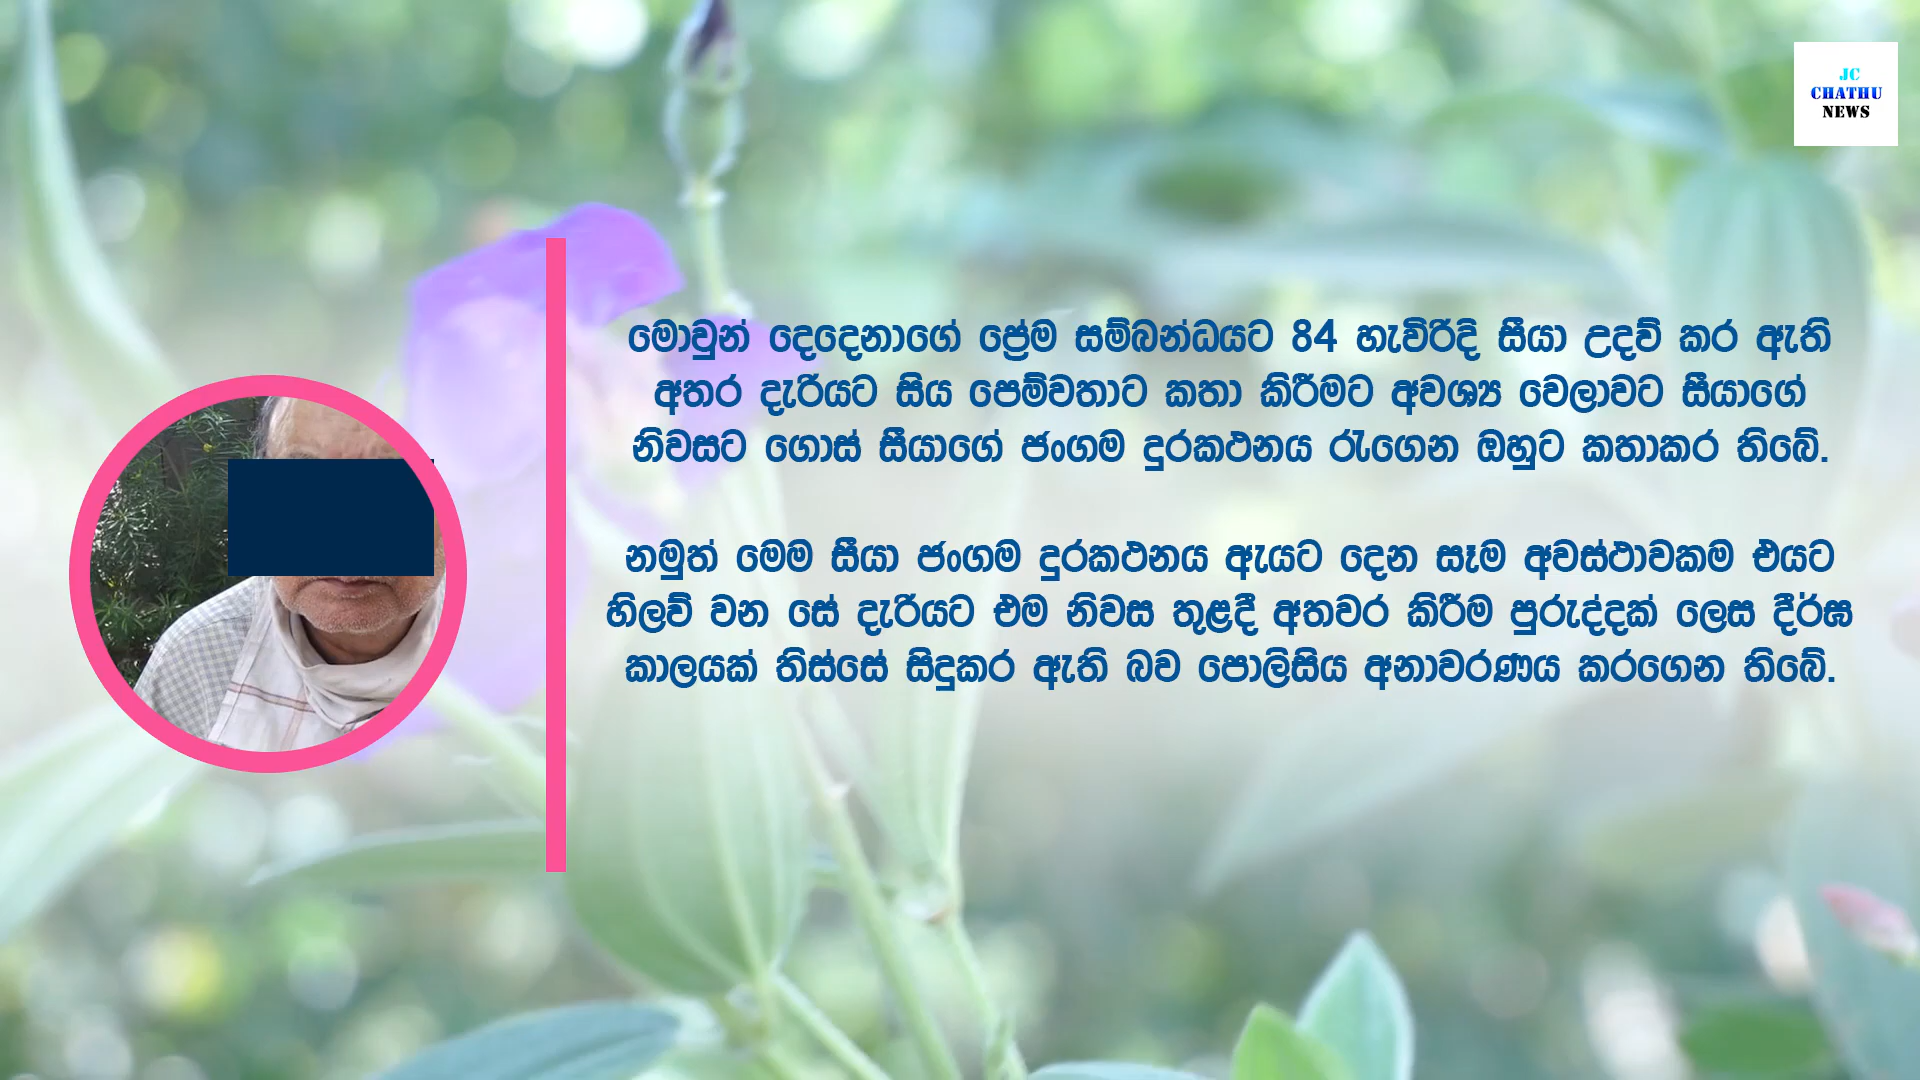 JC
CHATHU
NEWS
මොවුන් දෙදෙනාගේ ප්‍රේම සම්බන්ධයට 84 හැවිරිදි සීයා උදව් කර ඇති
අතර දැරියට සිය පෙම්වතාට කතා කිරීමට අවශ්‍ය වෙලාවට සීයාගේ
නිවසට ගොස් සීයාගේ ජංගම දුරකථනය රැගෙන ඔහුට කතාකර තිබේ.
නමුත් මෙම සීයා ජංගම දුරකථනය ඇයට දෙන සෑම අවස්ථාවකම එයට
හිලව් වන සේ දැරියට එම නිවස තුළදී අතවර කිරීම පුරුද්දක් ලෙස දීර්ඝ
කාලයක් තිස්සේ සිදුකර ඇති බව පොලිසිය අනාවරණය කරගෙන තිබේ.